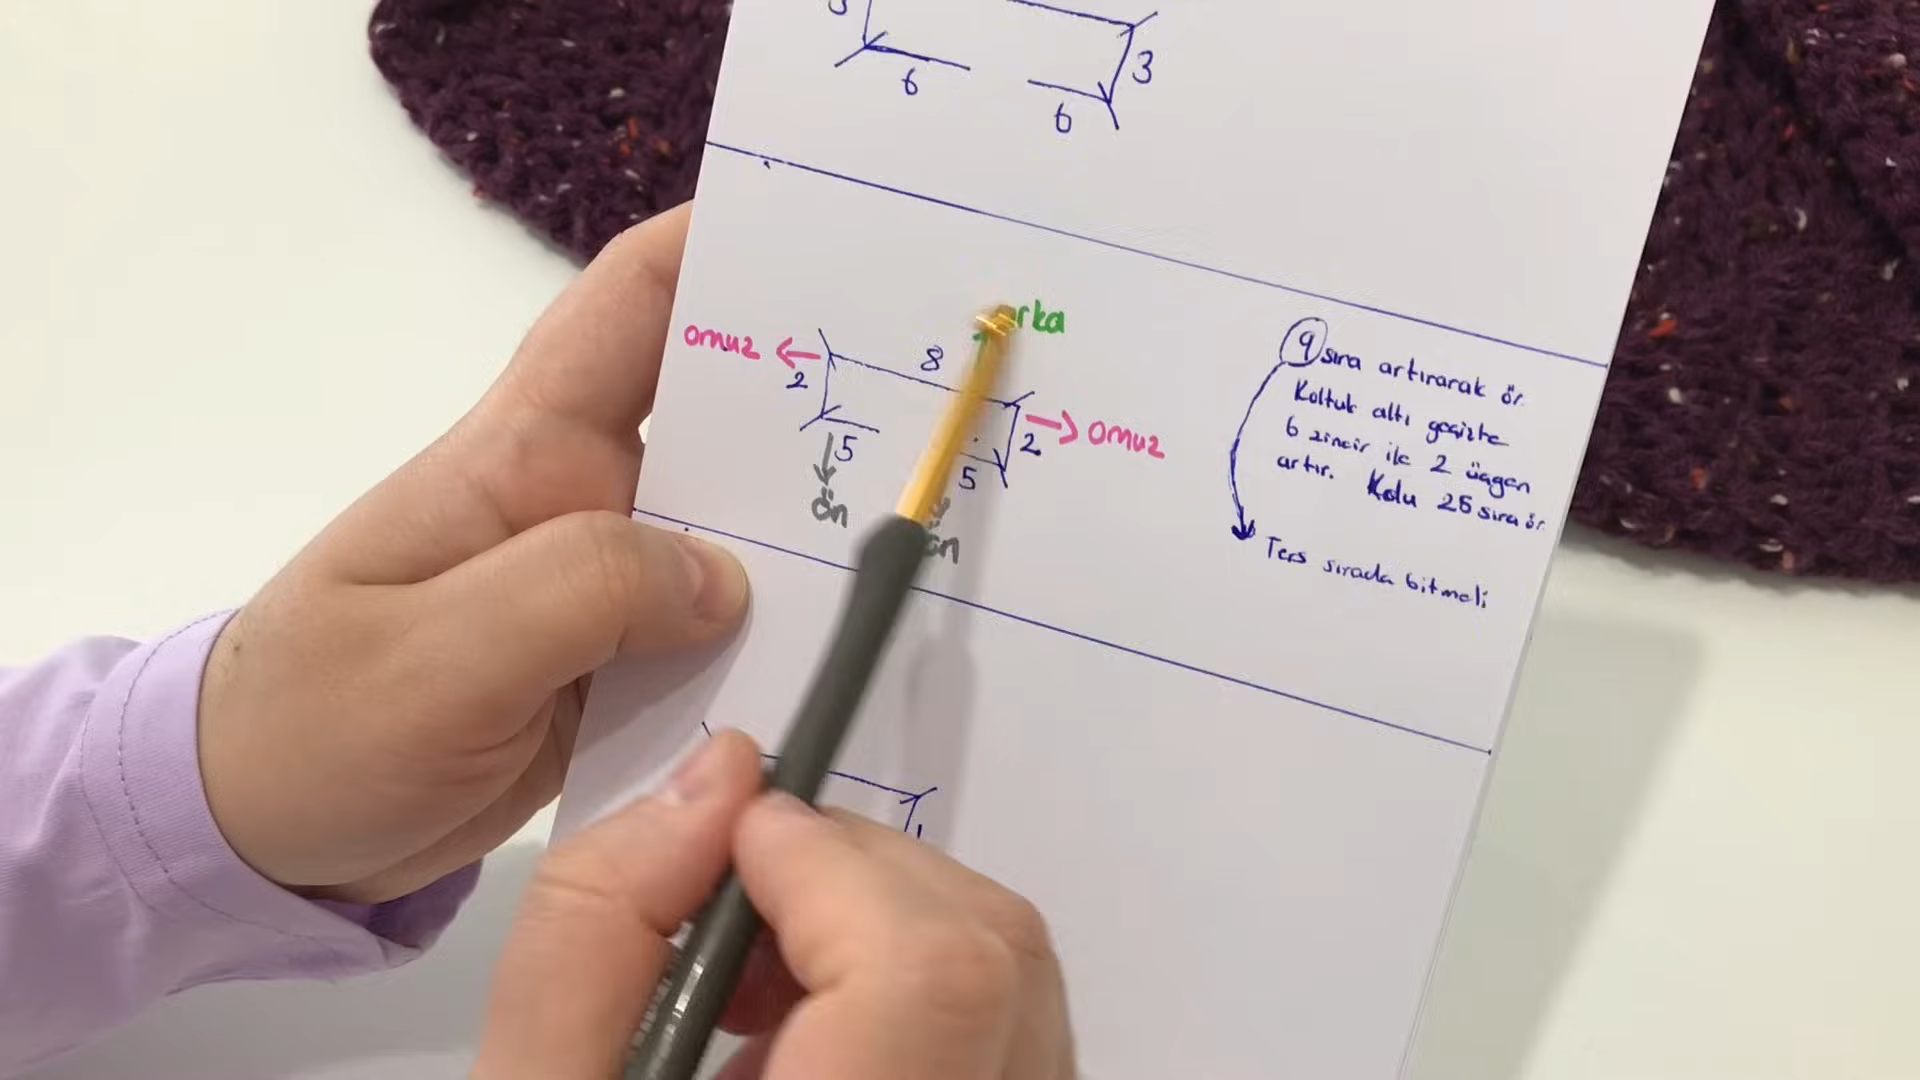 3
6
6
arka
omuz
8
2
omuz
2
5
5
ön
ön
9 sıra artırarak ör.
Koltuk altı geçişte
6 zincir ile 2 üçgen
artır. Kolu 25 sıra ör.
Ters sırada bitmeli